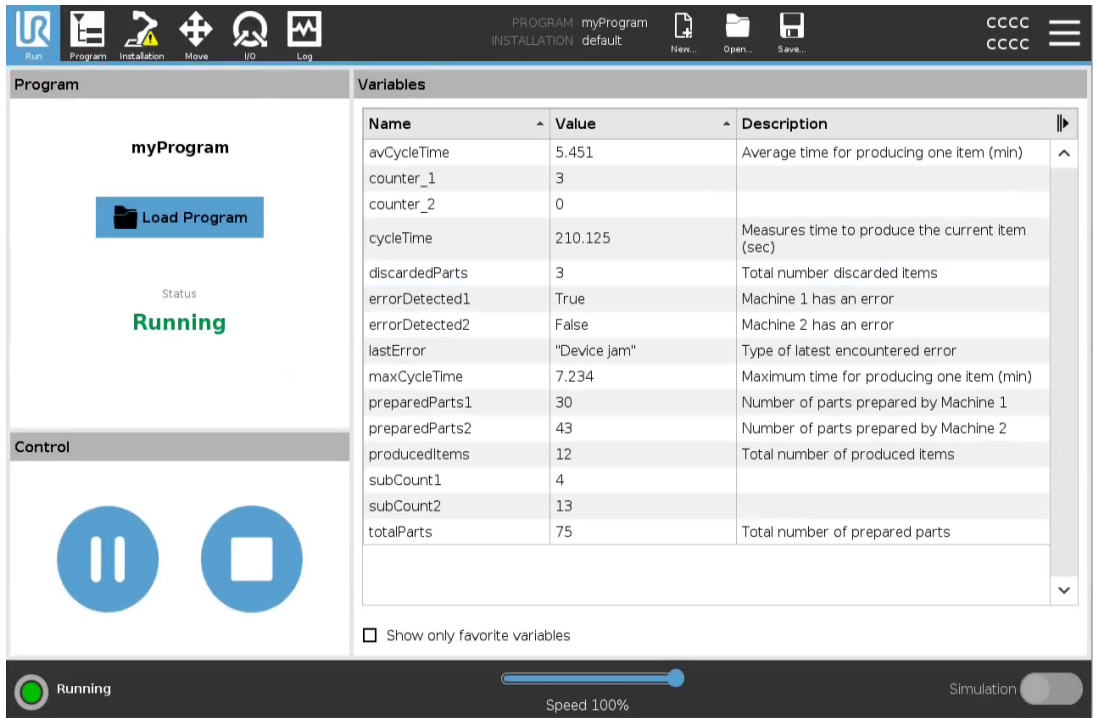 UR
Run
Program
Installation
Move
I/O
Log
PROGRAM myProgram
INSTALLATION default
New...
Open...
Save...
CCCC
CCCC
Program
myProgram
Load Program
Status
Running
Control
Variables
Name Value Description
avCycleTime 5.451 Average time for producing one item (min)
counter_1 3
counter_2 0
cycleTime 210.125 Measures time to produce the current item
(sec)
discardedParts 3 Total number discarded items
errorDetected1 True Machine 1 has an error
errorDetected2 False Machine 2 has an error
lastError "Device jam" Type of latest encountered error
maxCycleTime 7.234 Maximum time for producing one item (min)
preparedParts1 30 Number of parts prepared by Machine 1
preparedParts2 43 Number of parts prepared by Machine 2
producedItems 12 Total number of produced items
subCount1 4
subCount2 13
totalParts 75 Total number of prepared parts
Show only favorite variables
Running
Speed 100%
Simulation